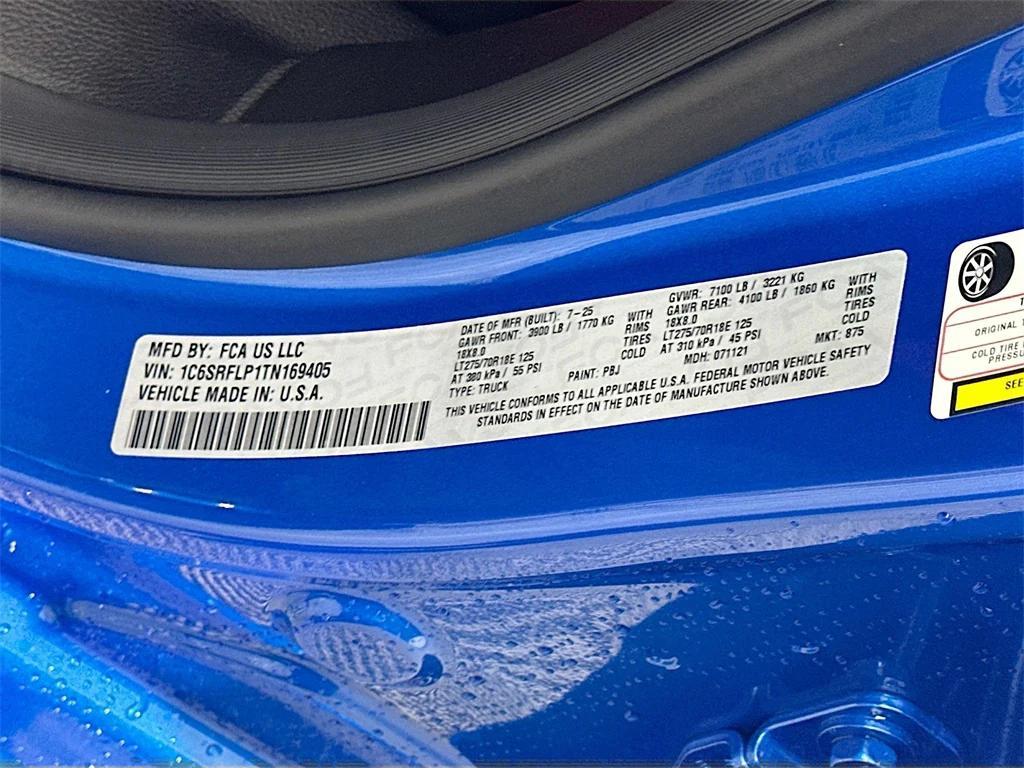 MFD BY: FCA US LLC
VIN: 1C6SRFLP1TN169405
VEHICLE MADE IN: U.S.A.
DATE OF MFR (BUILT): 7-25
GAWR FRONT: 3900 LB / 1770 KG WITH
18X8.0 RIMS
LT275/70R18E 125 TIRES
AT 380 kPa / 55 PSI COLD
TYPE: TRUCK
PAINT: PBJ
GVWR: 7100 LB / 3221 KG
GAWR REAR: 4100 LB / 1860 KG WITH
18X8.0 RIMS
LT275/70R18E 125 TIRES
AT 310 kPa / 45 PSI COLD
MDH: 071121
MKT: 875
THIS VEHICLE CONFORMS TO ALL APPLICABLE U.S.A. FEDERAL MOTOR VEHICLE SAFETY
STANDARDS IN EFFECT ON THE DATE OF MANUFACTURE SHOWN ABOVE.
T
ORIGINAL
COLD TIRE
SEE